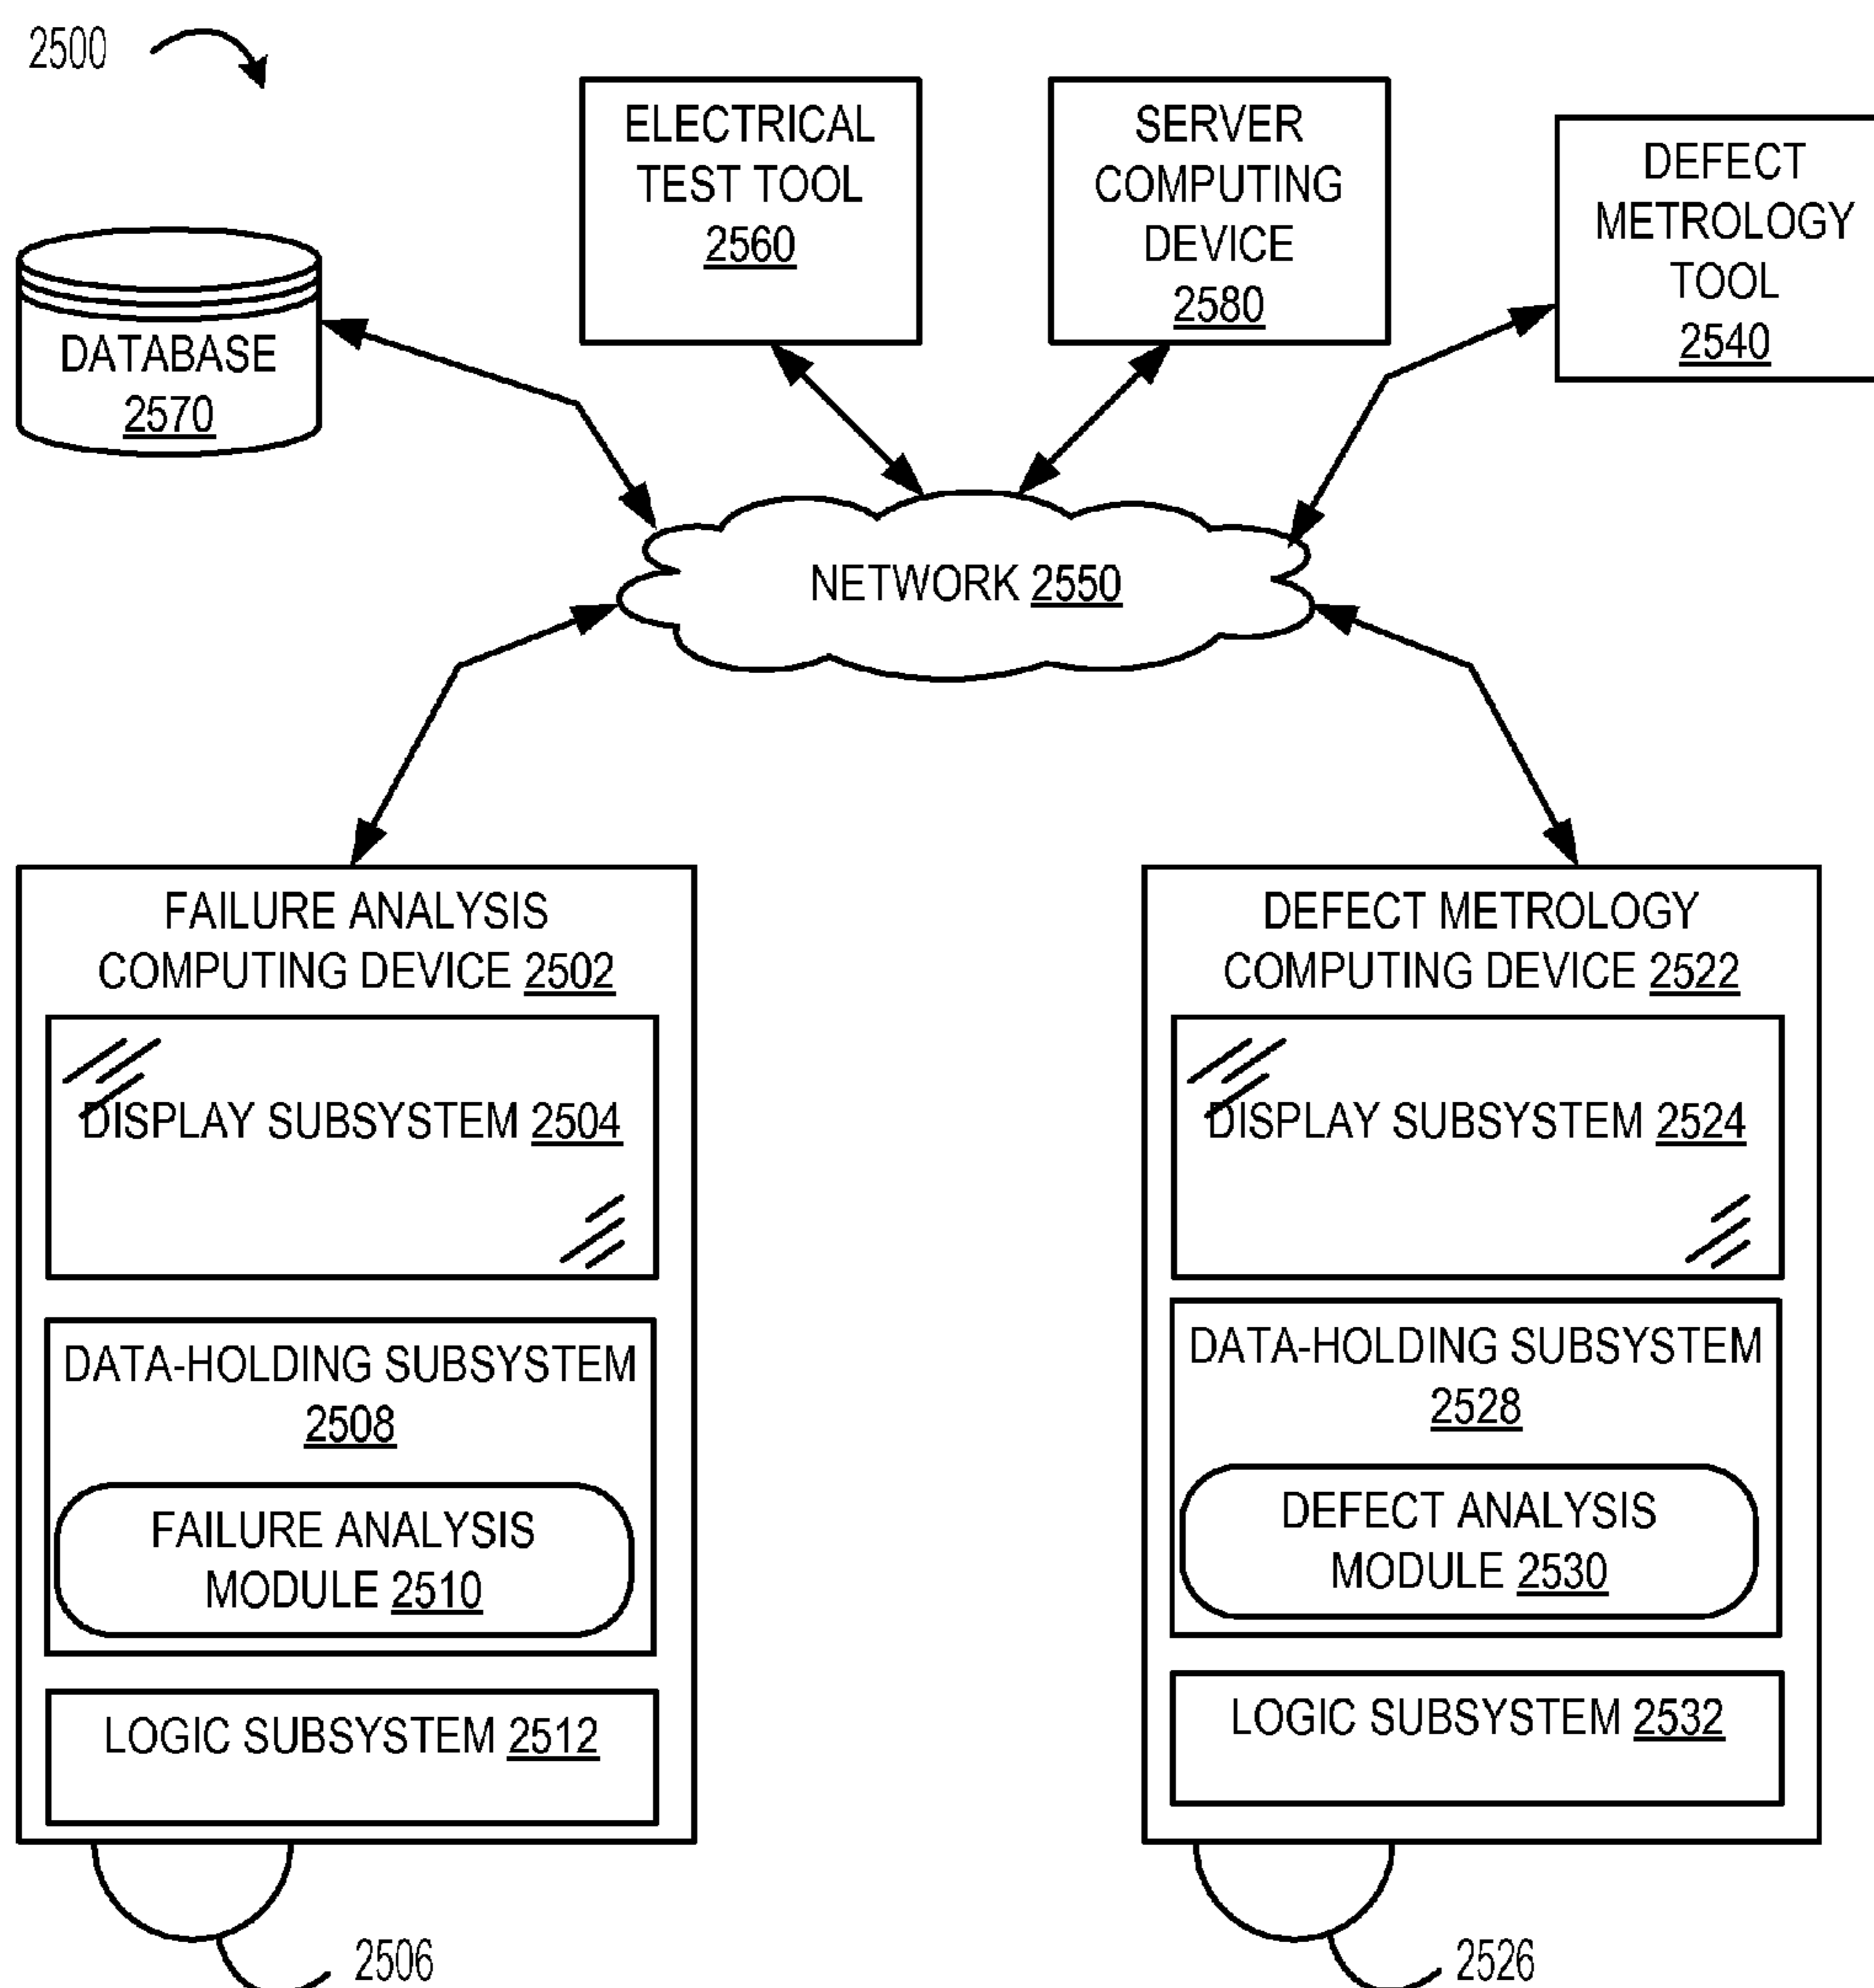 2500
ELECTRICAL
TEST TOOL
2560
SERVER
COMPUTING
DEVICE
2580
DEFECT
METROLOGY
TOOL
2540
DATABASE
2570
NETWORK 2550
FAILURE ANALYSIS
COMPUTING DEVICE 2502
DISPLAY SUBSYSTEM 2504
DATA-HOLDING SUBSYSTEM
2508
FAILURE ANALYSIS
MODULE 2510
LOGIC SUBSYSTEM 2512
2506
DEFECT METROLOGY
COMPUTING DEVICE 2522
DISPLAY SUBSYSTEM 2524
DATA-HOLDING SUBSYSTEM
2528
DEFECT ANALYSIS
MODULE 2530
LOGIC SUBSYSTEM 2532
2526